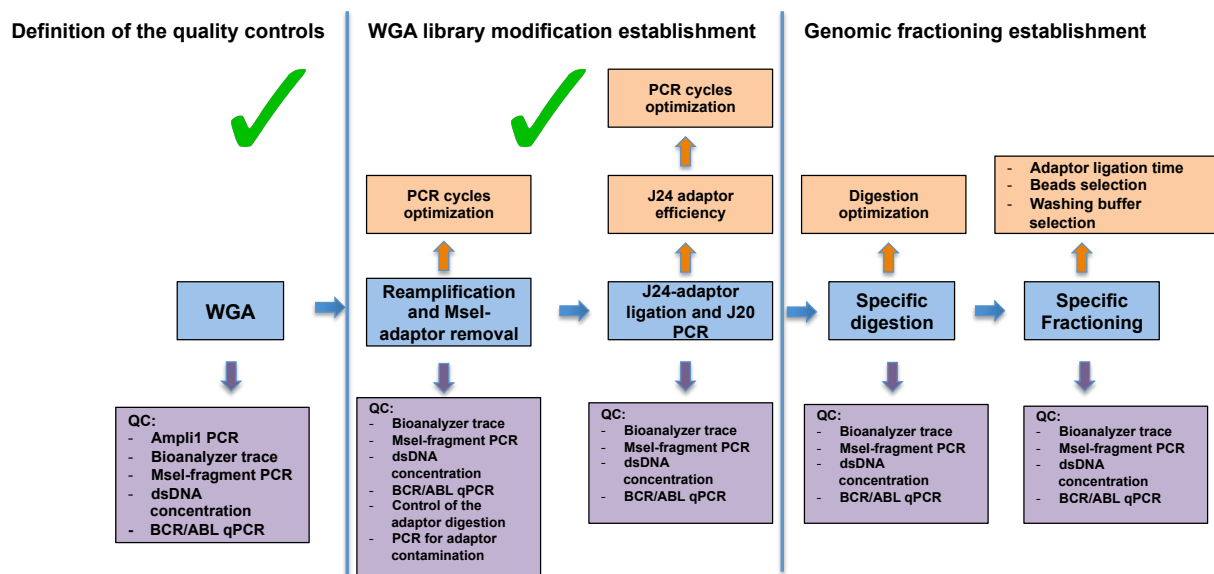 Definition of the quality controls
WGA library modification establishment
Genomic fractioning establishment
PCR cycles
optimization
PCR cycles
optimization
J24 adaptor
efficiency
Digestion
optimization
- Adaptor ligation time
- Beads selection
- Washing buffer
selection
WGA
Reamplification
and MseI-
adaptor removal
J24-adaptor
ligation and J20
PCR
Specific
digestion
Specific
Fractioning
QC:
- Ampli1 PCR
- Bioanalyzer trace
- MseI-fragment PCR
- dsDNA
concentration
- BCR/ABL qPCR
QC:
- Bioanalyzer trace
- MseI-fragment PCR
- dsDNA
concentration
- BCR/ABL qPCR
- Control of the
adaptor digestion
- PCR for adaptor
contamination
QC:
- Bioanalyzer trace
- MseI-fragment PCR
- dsDNA
concentration
- BCR/ABL qPCR
QC:
- Bioanalyzer trace
- MseI-fragment PCR
- dsDNA
concentration
- BCR/ABL qPCR
QC:
- Bioanalyzer trace
- MseI-fragment PCR
- dsDNA
concentration
- BCR/ABL qPCR